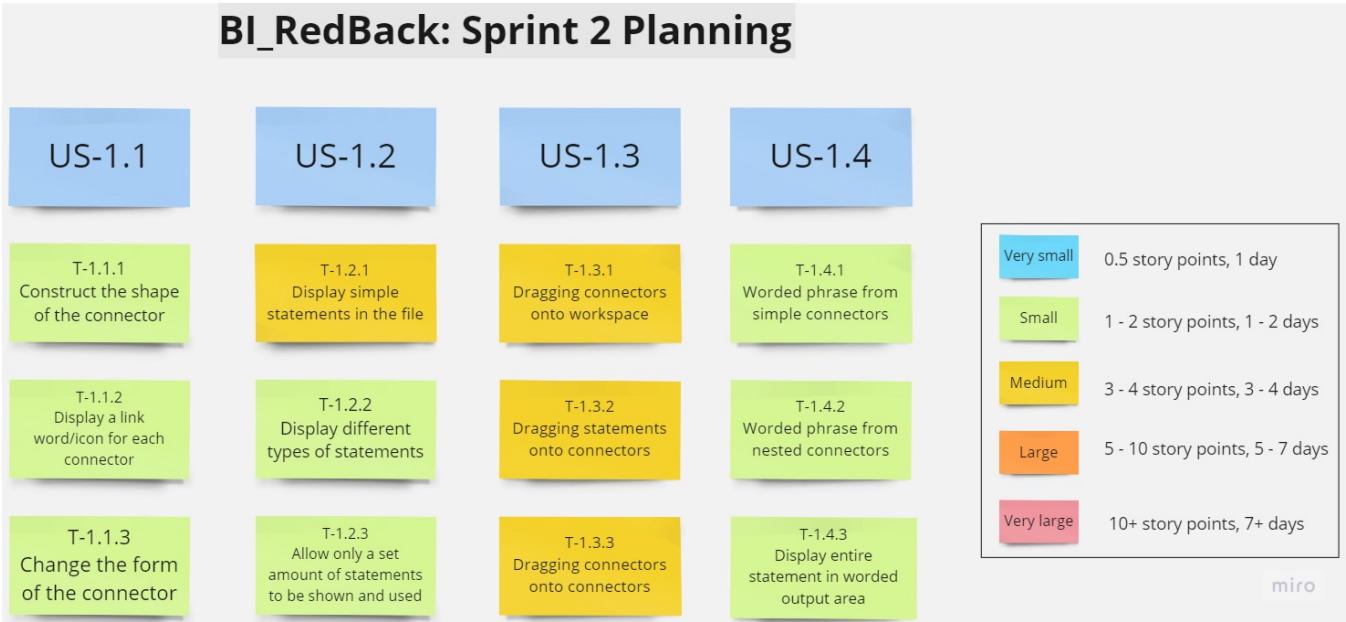 BI_RedBack: Sprint 2 Planning
US-1.1
US-1.2
US-1.3
US-1.4
T-1.1.1
Construct the shape
of the connector
T-1.2.1
Display simple
statements in the file
T-1.3.1
Dragging connectors
onto workspace
T-1.4.1
Worded phrase from
simple connectors
T-1.1.2
Display a link
word/icon for each
connector
T-1.2.2
Display different
types of statements
T-1.3.2
Dragging statements
onto connectors
T-1.4.2
Worded phrase from
nested connectors
T-1.1.3
Change the form
of the connector
T-1.2.3
Allow only a set
amount of statements
to be shown and used
T-1.3.3
Dragging connectors
onto connectors
T-1.4.3
Display entire
statement in worded
output area
Very small 0.5 story points, 1 day
Small 1 - 2 story points, 1 - 2 days
Medium 3 - 4 story points, 3 - 4 days
Large 5 - 10 story points, 5 - 7 days
Very large 10+ story points, 7+ days
miro